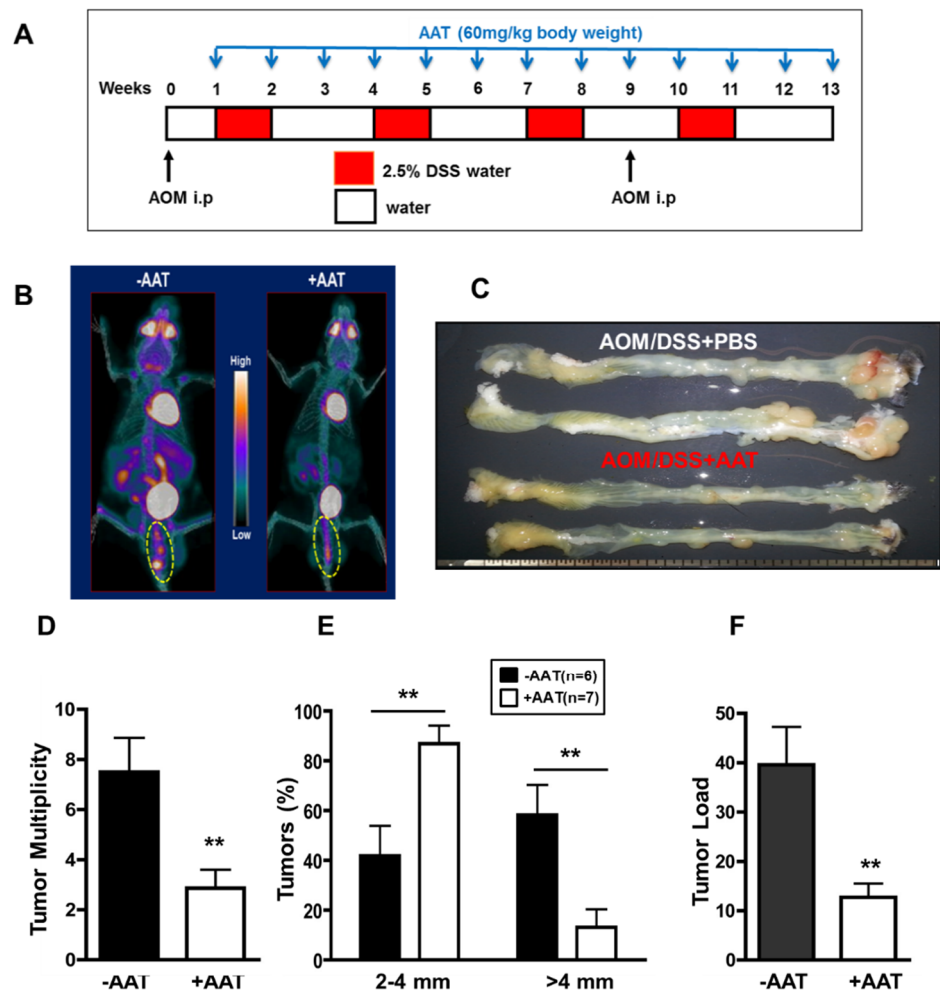 A
AAT (60mg/kg body weight)
Weeks 0 1 2 3 4 5 6 7 8 9 10 11 12 13
2.5% DSS water
AOM i.p
AOM i.p
water
B
-AAT
+AAT
High
Low
C
AOM/DSS+PBS
AOM/DSS+AAT
D
Tumor Multiplicity
10
8
6
4
2
0
**
-AAT +AAT
E
-AAT(n=6)
+AAT(n=7)
Tumors (%)
100
80
60
40
20
0
**
**
2-4 mm >4 mm
F
Tumor Load
50
40
30
20
10
0
**
-AAT +AAT